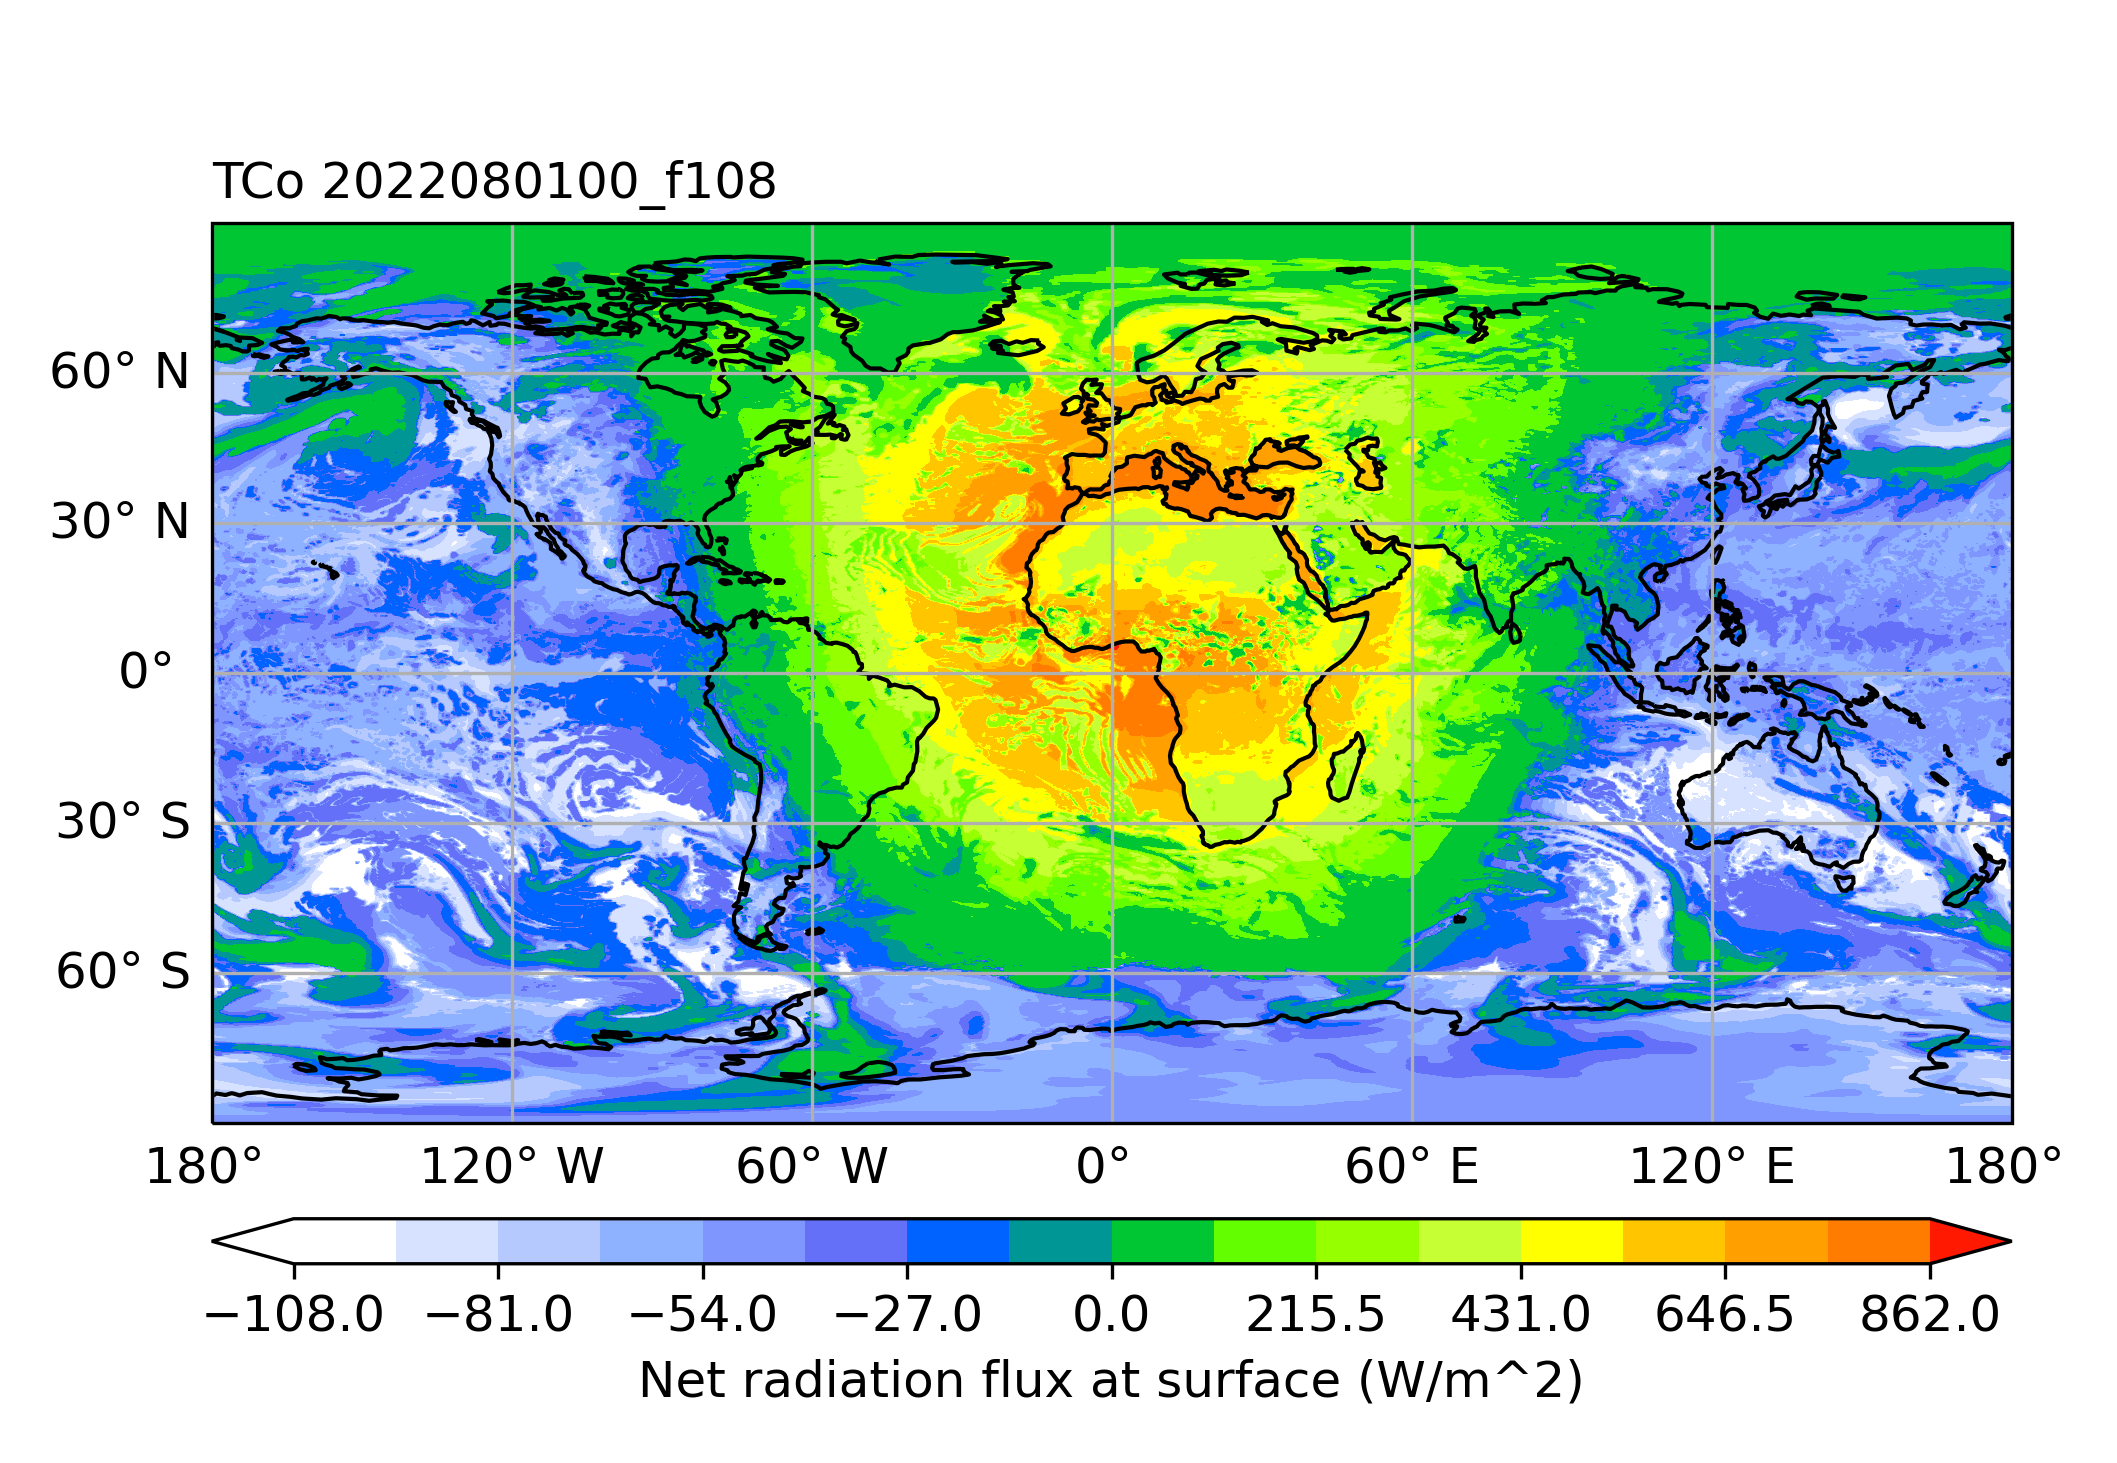 TCo 2022080100_f108
60° N
30° N
0°
30° S
60° S
180° 120° W 60° W 0° 60° E 120° E 180°
−108.0 −81.0 −54.0 −27.0 0.0 215.5 431.0 646.5 862.0
Net radiation flux at surface (W/m^2)